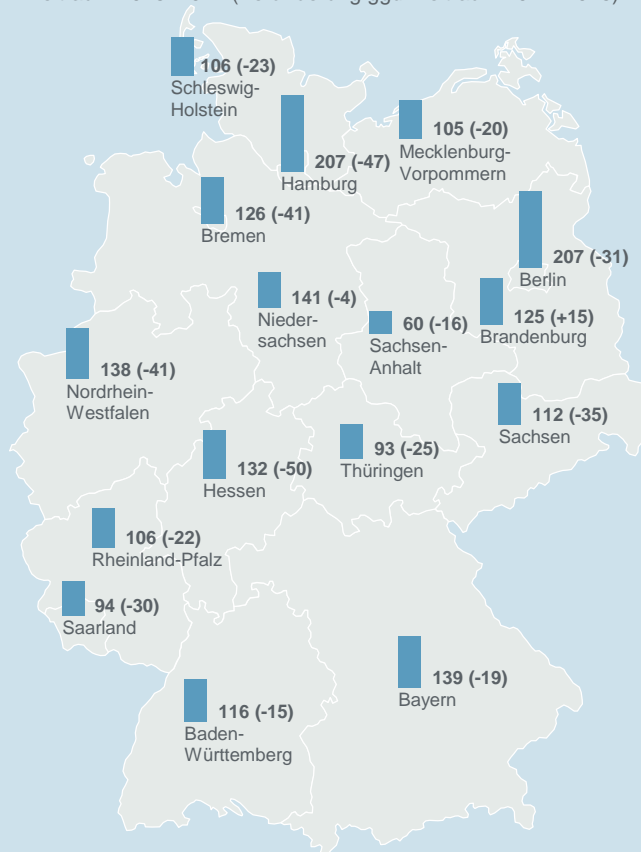 106 (-23)
Schleswig-
Holstein
105 (-20)
Mecklenburg-
Vorpommern
207 (-47)
Hamburg
126 (-41)
Bremen
207 (-31)
Berlin
141 (-4)
Nieder-
sachsen
60 (-16)
Sachsen-
Anhalt
125 (+15)
Brandenburg
138 (-41)
Nordrhein-
Westfalen
112 (-35)
Sachsen
132 (-50)
Hessen
93 (-25)
Thüringen
106 (-22)
Rheinland-Pfalz
94 (-30)
Saarland
139 (-19)
Bayern
116 (-15)
Baden-
Württemberg